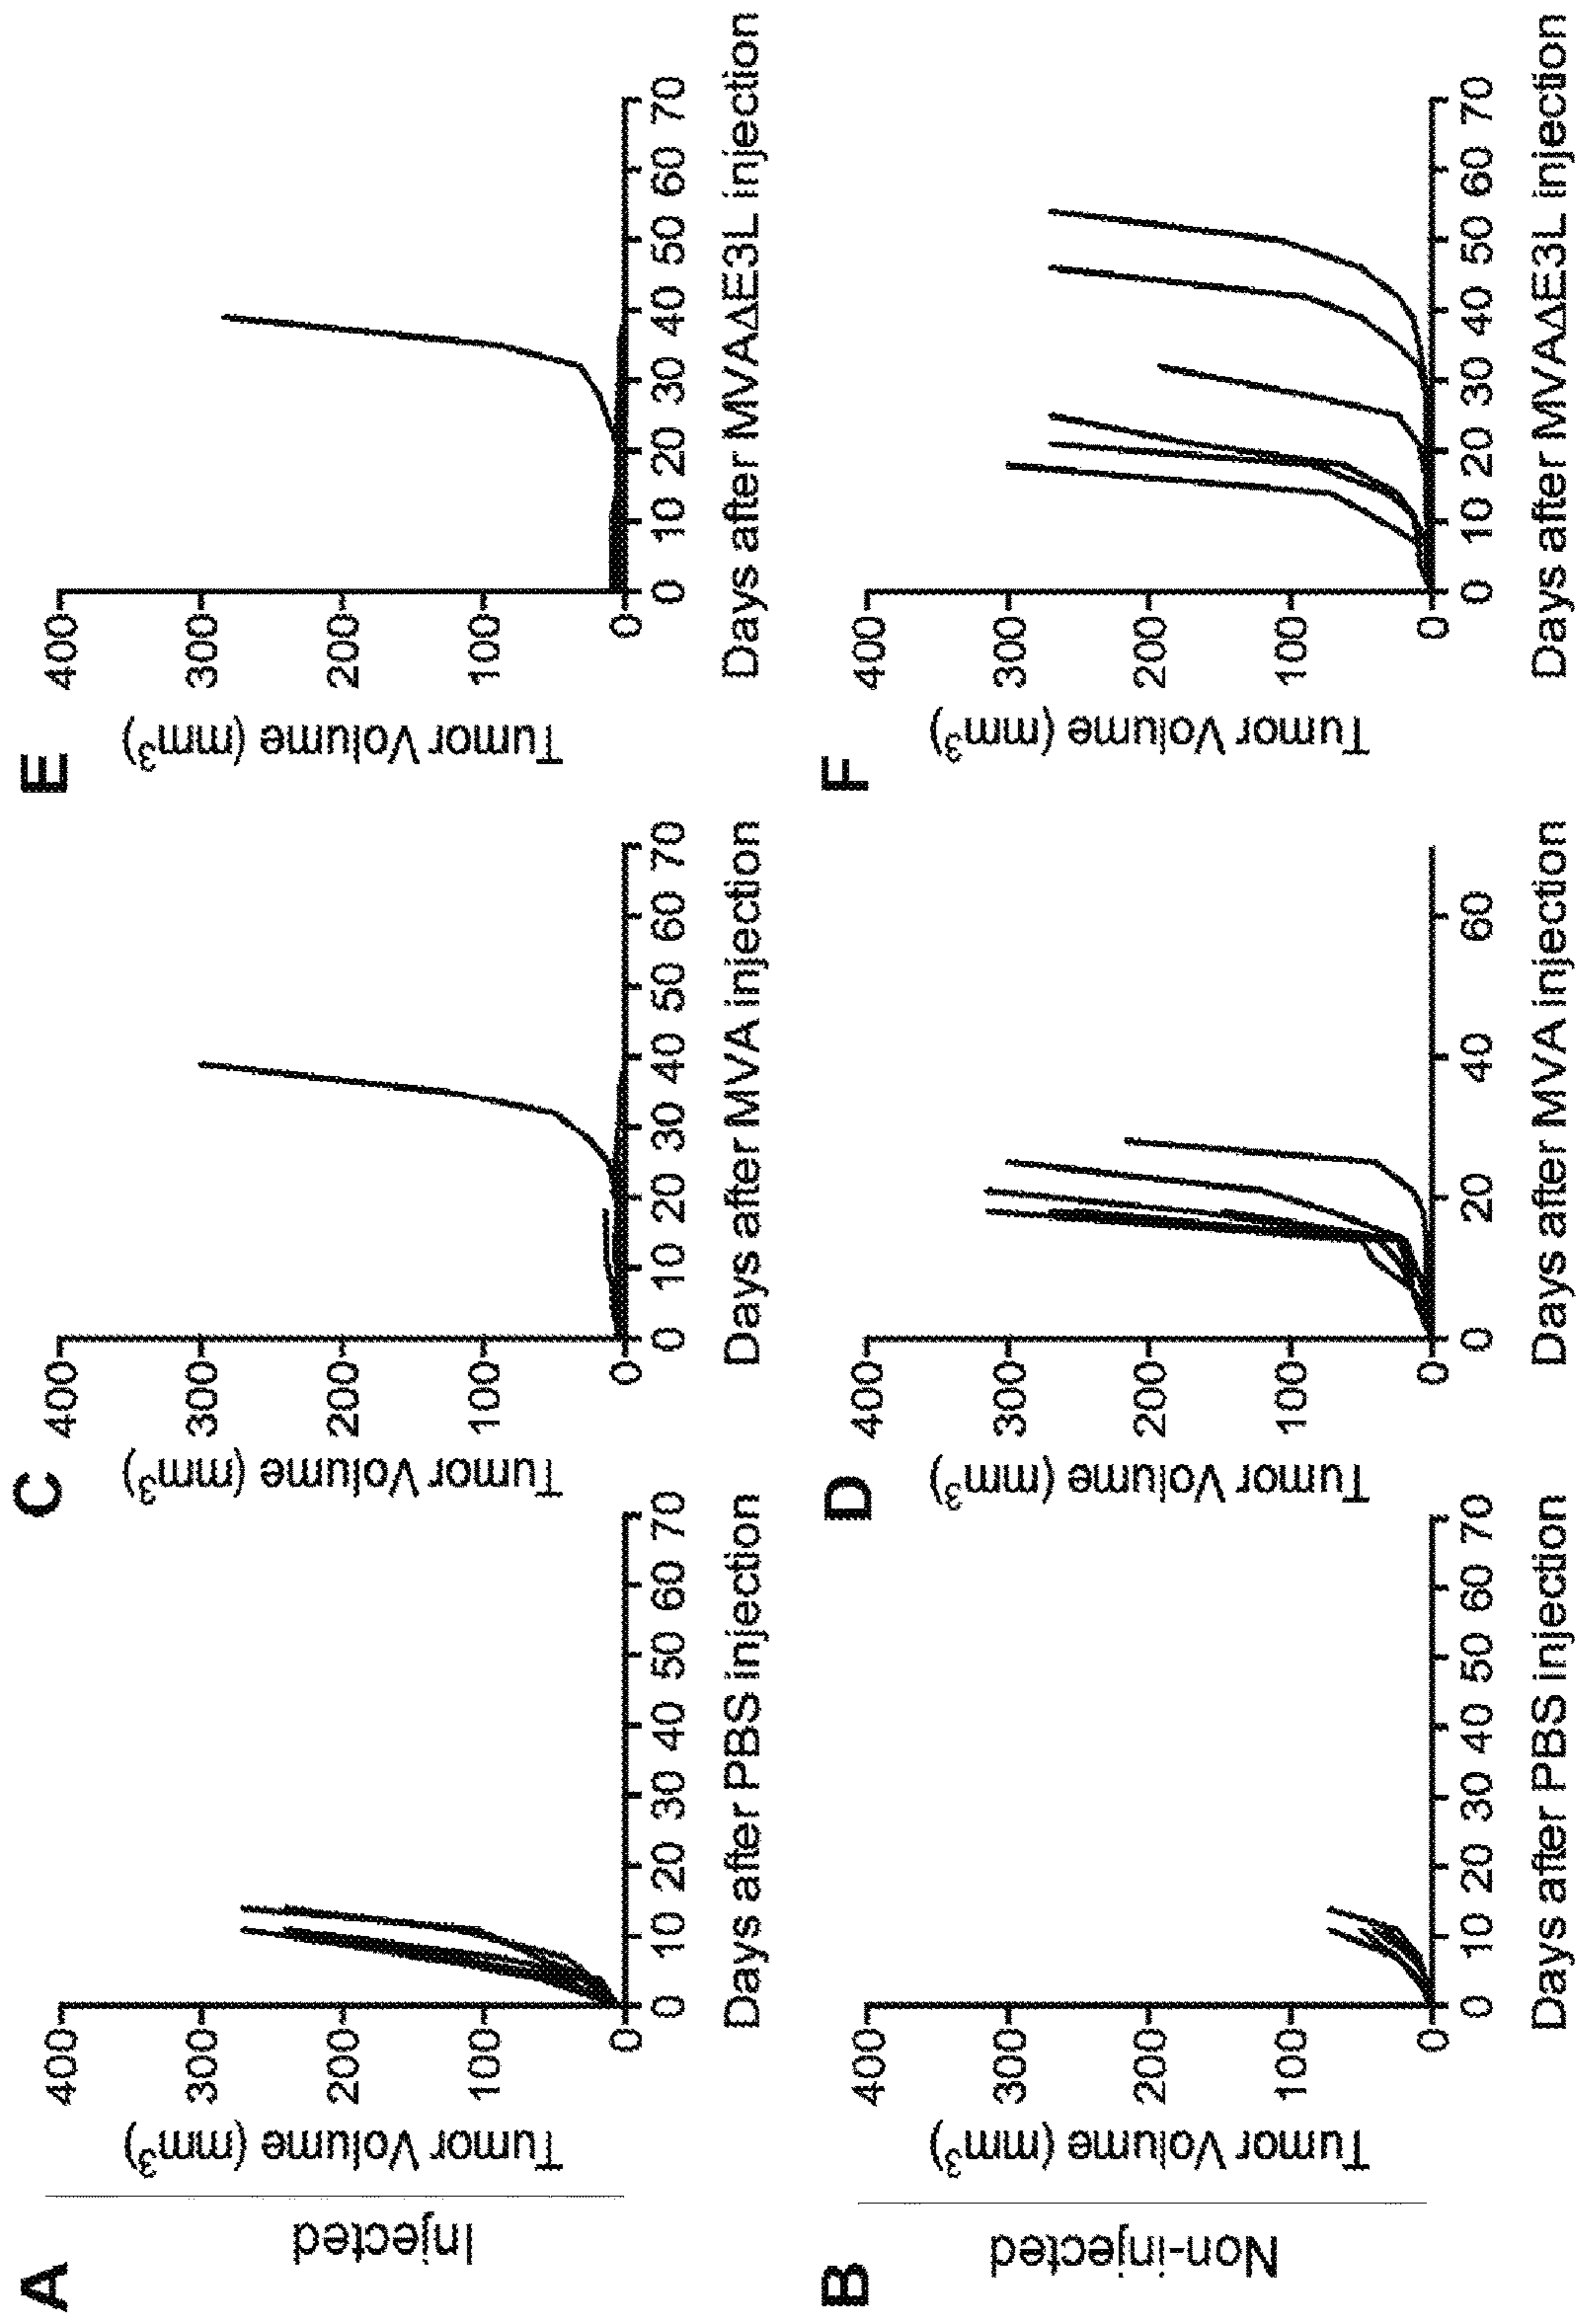 A
Injected
Tumor Volume (mm³)
400
300
200
100
0
0 10 20 30 40 50 60 70
Days after PBS injection
C
Tumor Volume (mm³)
400
300
200
100
0
0 10 20 30 40 50 60 70
Days after MVA injection
E
Tumor Volume (mm³)
400
300
200
100
0
0 10 20 30 40 50 60 70
Days after MVAΔE3L injection
B
Non-injected
Tumor Volume (mm³)
400
300
200
100
0
0 10 20 30 40 50 60 70
Days after PBS injection
D
Tumor Volume (mm³)
400
300
200
100
0
0 20 40 60
Days after MVA injection
F
Tumor Volume (mm³)
400
300
200
100
0
0 10 20 30 40 50 60 70
Days after MVAΔE3L injection